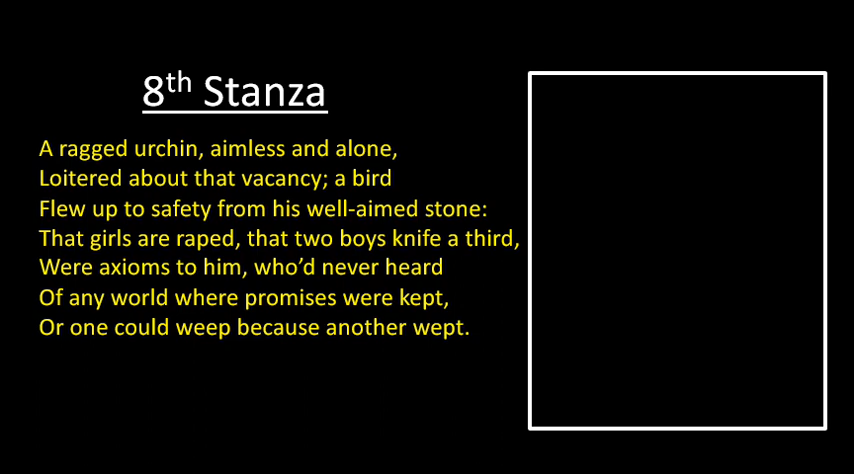 8th Stanza
A ragged urchin, aimless and alone,
Loitered about that vacancy; a bird
Flew up to safety from his well-aimed stone:
That girls are raped, that two boys knife a third,
Were axioms to him, who’d never heard
Of any world where promises were kept,
Or one could weep because another wept.